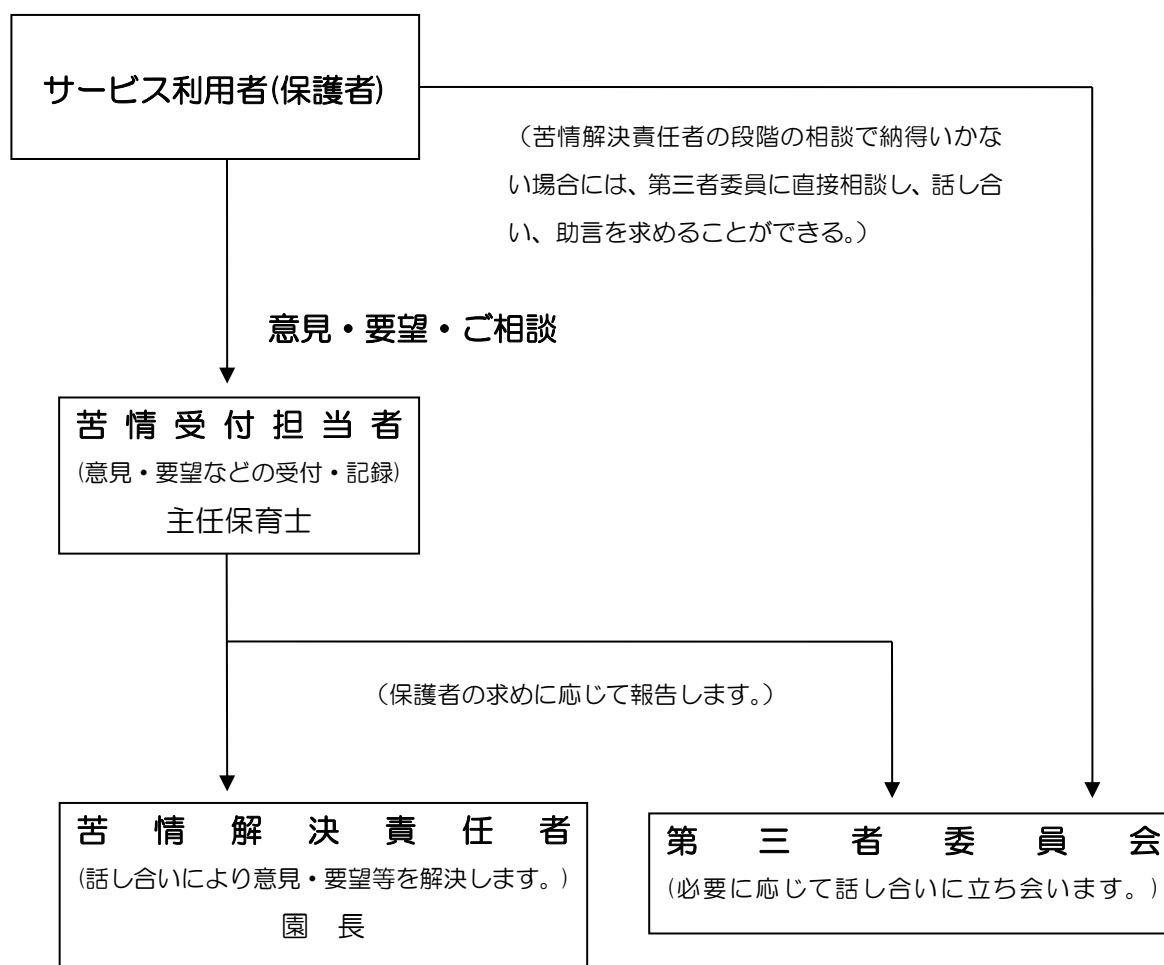 サービス利用者(保護者)
（苦情解決責任者の段階の相談で納得いかな
い場合には、第三者委員に直接相談し、話し合
い、助言を求めることができる。）
意見・要望・ご相談
苦情受付担当者
(意見・要望などの受付・記録)
主任保育士
（保護者の求めに応じて報告します。）
苦情解決責任者
(話し合いにより意見・要望等を解決します。)
園　長
第三者委員会
(必要に応じて話し合いに立ち会います。)